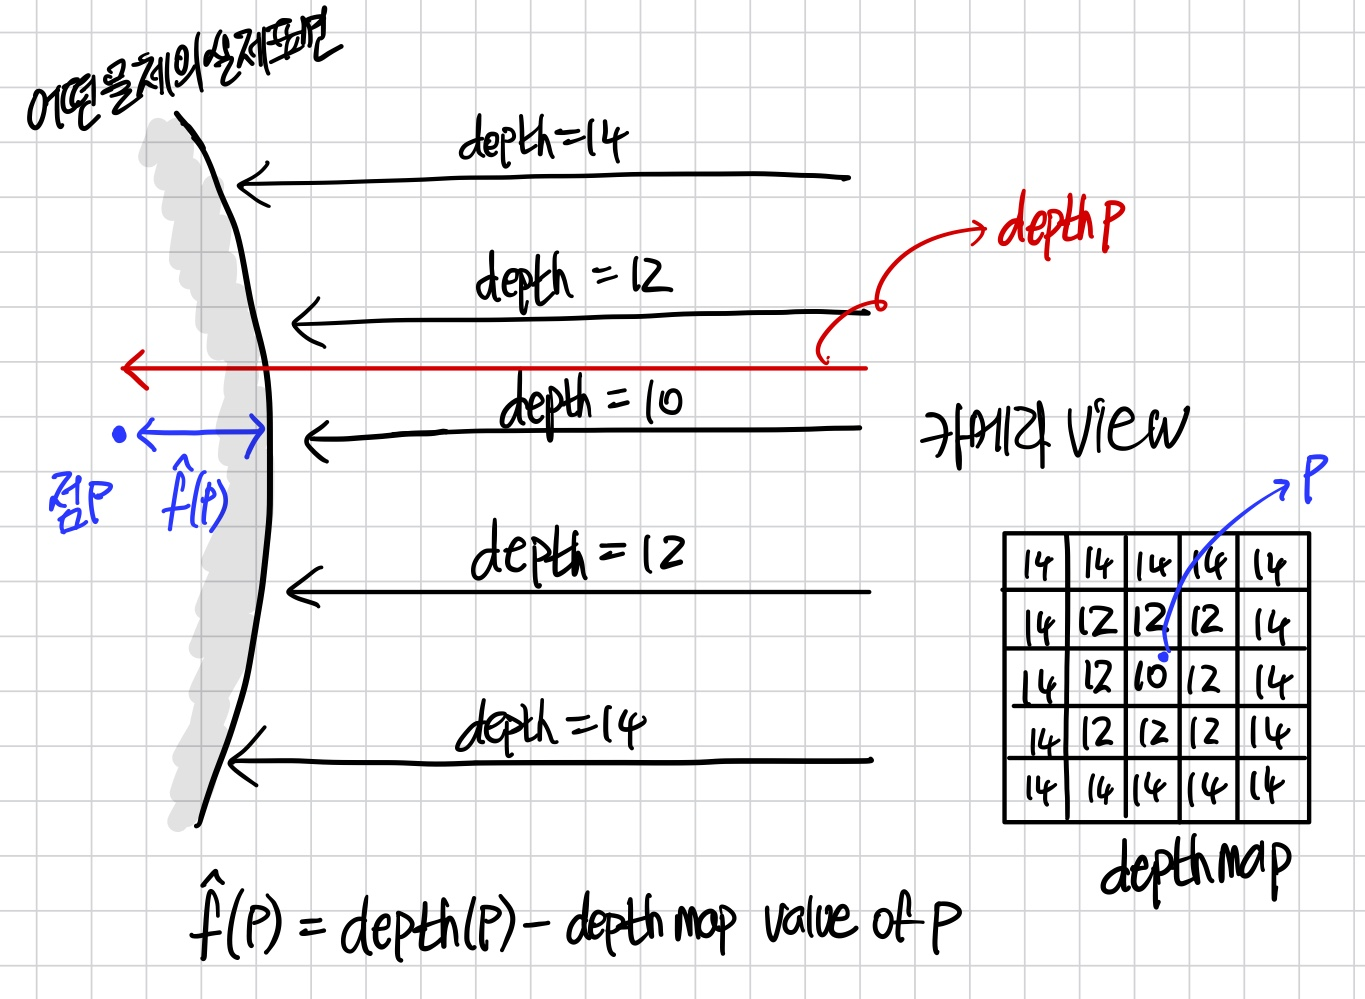 어떤 물체의 실제표면
depth=14
depth P
depth = 12
depth = 10
카메라 VIEW
점P
f̂(P)
P
depth = 12
14 14 14 14 14
14 12 12 12 14
14 12 10 12 14
14 12 12 12 14
14 14 14 14 14
depth=14
depth map
f̂(P) = depth(P) - depth map value of P